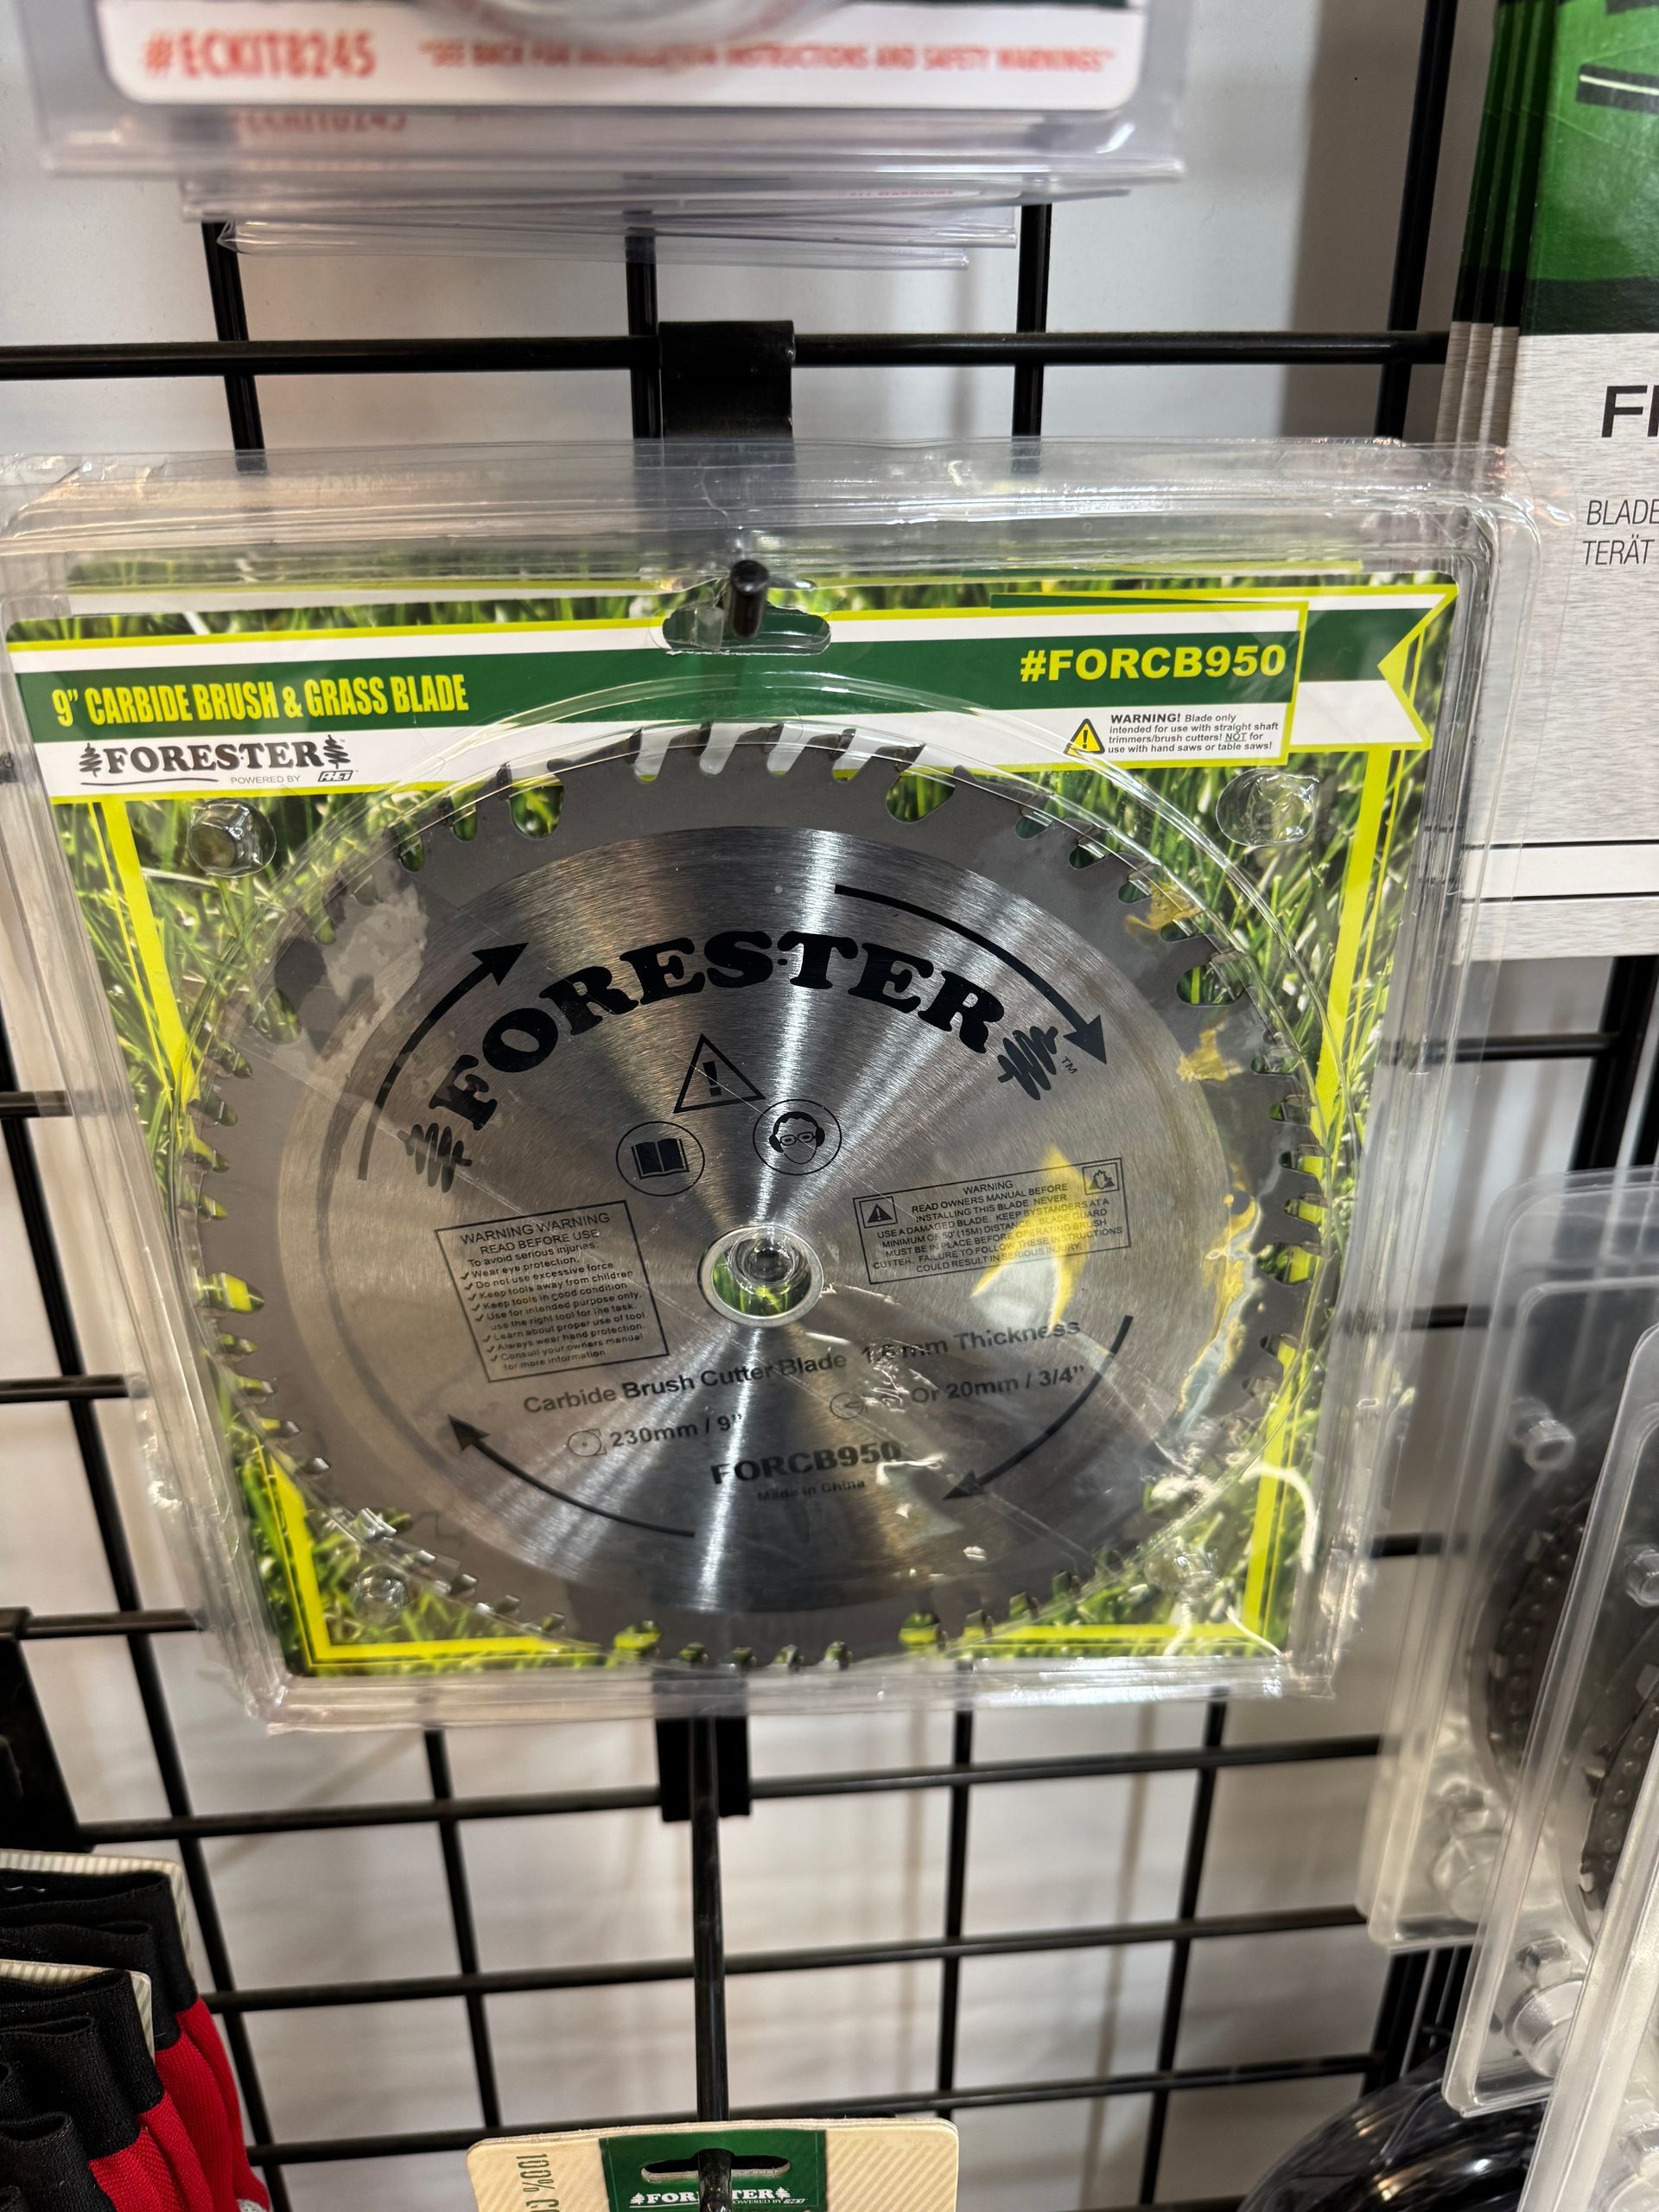 #ECKIT8245 "SEE BACK FOR INSTALLATION INSTRUCTIONS AND SAFETY WARNINGS"
FI
BLADE
TERÄT
9" CARBIDE BRUSH & GRASS BLADE
#FORCB950
FORESTER
POWERED BY
WARNING! Blade only
intended for use with straight shaft
trimmers/brush cutters! NOT for
use with hand saws or table saws!
FORESTER™
WARNING WARNING
READ BEFORE USE
To avoid serious injuries:
✓ Wear eye protection.
✓ Do not use excessive force
✓ Keep tools away from children
✓ Keep tools in good condition
✓ Use for intended purpose only,
use the right tool for the task.
✓ Learn about proper use of tool
✓ Always wear hand protection.
✓ Consult your owners manual
for more information
WARNING
READ OWNERS MANUAL BEFORE
INSTALLING THIS BLADE. NEVER
USE A DAMAGED BLADE. KEEP BYSTANDERS AT A
MINIMUM OF 50' (15M) DISTANCE. BLADE GUARD
MUST BE IN PLACE BEFORE OPERATING BRUSH
CUTTER. FAILURE TO FOLLOW THESE INSTRUCTIONS
COULD RESULT IN SERIOUS INJURY.
Carbide Brush Cutter Blade mm Thickness
230mm / 9" Or 20mm / 3/4"
FORCB950
Made in China
100%
FORESTER
POWERED BY